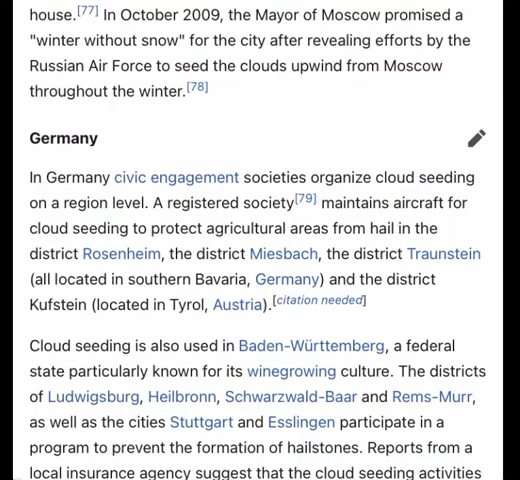 house.[77] In October 2009, the Mayor of Moscow promised a
"winter without snow" for the city after revealing efforts by the
Russian Air Force to seed the clouds upwind from Moscow
throughout the winter.[78]
Germany
In Germany civic engagement societies organize cloud seeding
on a region level. A registered society[79] maintains aircraft for
cloud seeding to protect agricultural areas from hail in the
district Rosenheim, the district Miesbach, the district Traunstein
(all located in southern Bavaria, Germany) and the district
Kufstein (located in Tyrol, Austria).[citation needed]
Cloud seeding is also used in Baden-Württemberg, a federal
state particularly known for its winegrowing culture. The districts
of Ludwigsburg, Heilbronn, Schwarzwald-Baar and Rems-Murr,
as well as the cities Stuttgart and Esslingen participate in a
program to prevent the formation of hailstones. Reports from a
local insurance agency suggest that the cloud seeding activities